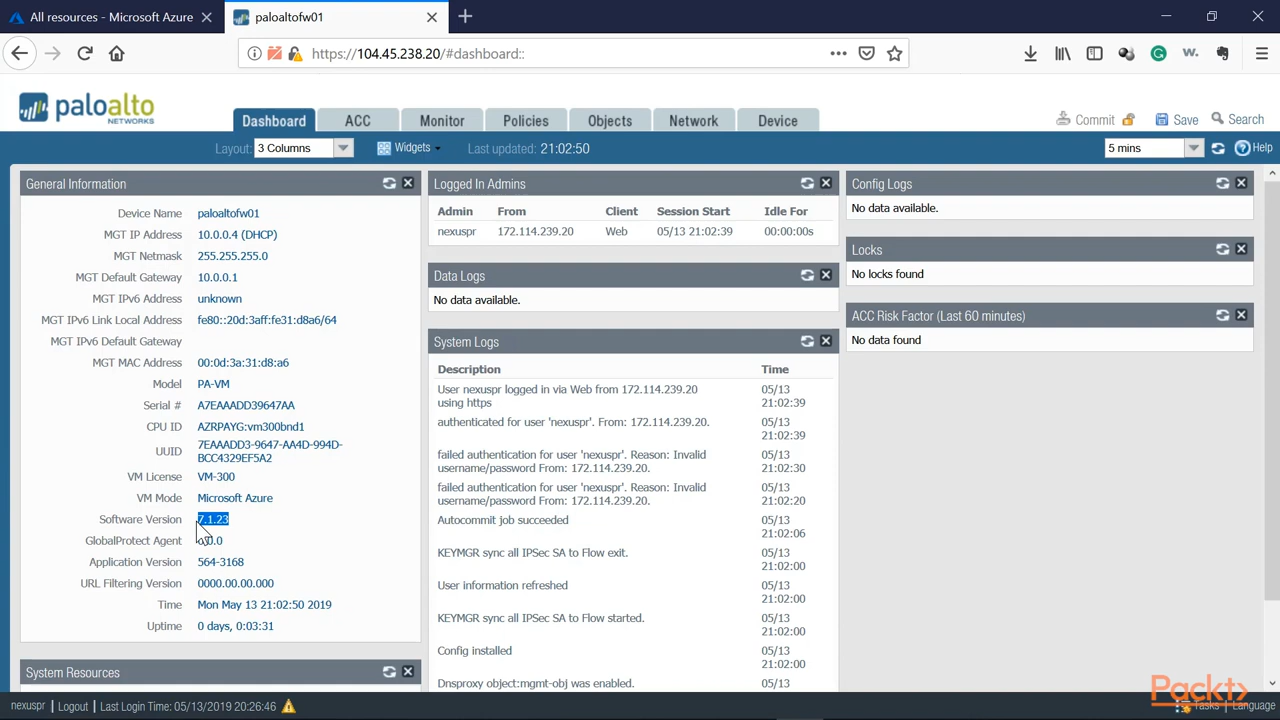 All resources - Microsoft Azure
paloaltofw01
https://104.45.238.20/#dashboard::
paloalto
NETWORKS
Dashboard
ACC
Monitor
Policies
Objects
Network
Device
Commit
Save
Search
Layout: 3 Columns
Widgets
Last updated: 21:02:50
5 mins
Help
General Information
Device Name paloaltofw01
MGT IP Address 10.0.0.4 (DHCP)
MGT Netmask 255.255.255.0
MGT Default Gateway 10.0.0.1
MGT IPv6 Address unknown
MGT IPv6 Link Local Address fe80::20d:3aff:fe31:d8a6/64
MGT IPv6 Default Gateway
MGT MAC Address 00:0d:3a:31:d8:a6
Model PA-VM
Serial # A7EAAADD39647AA
CPU ID AZRPAYG:vm300bnd1
UUID 7EAAADD3-9647-AA4D-994D-
BCC4329EF5A2
VM License VM-300
VM Mode Microsoft Azure
Software Version 7.1.23
GlobalProtect Agent 0.0.0
Application Version 564-3168
URL Filtering Version 0000.00.00.000
Time Mon May 13 21:02:50 2019
Uptime 0 days, 0:03:31
System Resources
Logged In Admins
Admin From Client Session Start Idle For
nexuspr 172.114.239.20 Web 05/13 21:02:39 00:00:00s
Data Logs
No data available.
System Logs
Description Time
User nexuspr logged in via Web from 172.114.239.20 05/13
using https 21:02:39
authenticated for user 'nexuspr'. From: 172.114.239.20. 05/13
21:02:39
failed authentication for user 'nexuspr'. Reason: Invalid 05/13
username/password From: 172.114.239.20. 21:02:30
failed authentication for user 'nexuspr'. Reason: Invalid 05/13
username/password From: 172.114.239.20. 21:02:20
Autocommit job succeeded 05/13
21:02:06
KEYMGR sync all IPSec SA to Flow exit. 05/13
21:02:00
User information refreshed 05/13
21:02:00
KEYMGR sync all IPSec SA to Flow started. 05/13
21:02:00
Config installed 05/13
21:02:00
Dnsproxy object:mgmt-obj was enabled. 05/13
Config Logs
No data available.
Locks
No locks found
ACC Risk Factor (Last 60 minutes)
No data found
nexuspr | Logout | Last Login Time: 05/13/2019 20:26:46
Packt>
Tasks | Language